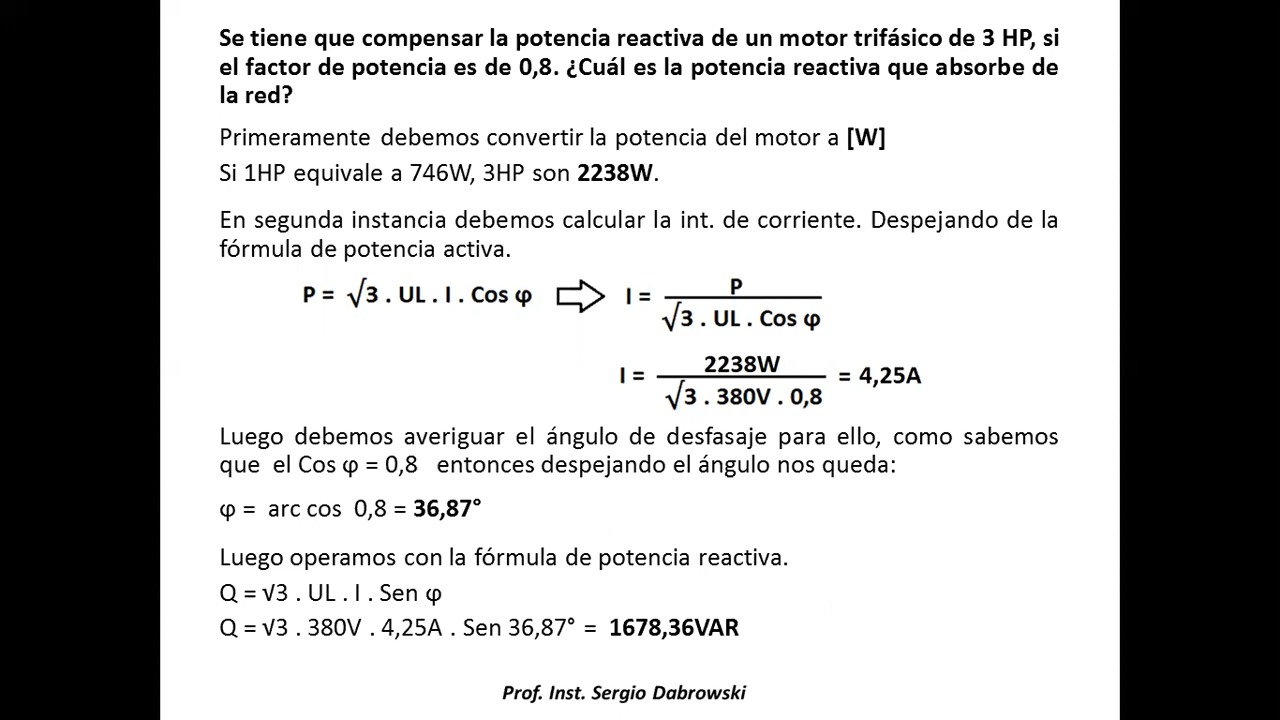 Se tiene que compensar la potencia reactiva de un motor trifásico de 3 HP, si
el factor de potencia es de 0,8. ¿Cuál es la potencia reactiva que absorbe de
la red?
Primeramente debemos convertir la potencia del motor a [W]
Si 1HP equivale a 746W, 3HP son 2238W.
En segunda instancia debemos calcular la int. de corriente. Despejando de la
fórmula de potencia activa.
P = √3 . UL . I . Cos φ ⇨ I = P
√3 . UL . Cos φ
I = 2238W = 4,25A
√3 . 380V . 0,8
Luego debemos averiguar el ángulo de desfasaje para ello, como sabemos
que el Cos φ = 0,8 entonces despejando el ángulo nos queda:
φ = arc cos 0,8 = 36,87°
Luego operamos con la fórmula de potencia reactiva.
Q = √3 . UL . I . Sen φ
Q = √3 . 380V . 4,25A . Sen 36,87° = 1678,36VAR
Prof. Inst. Sergio Dabrowski